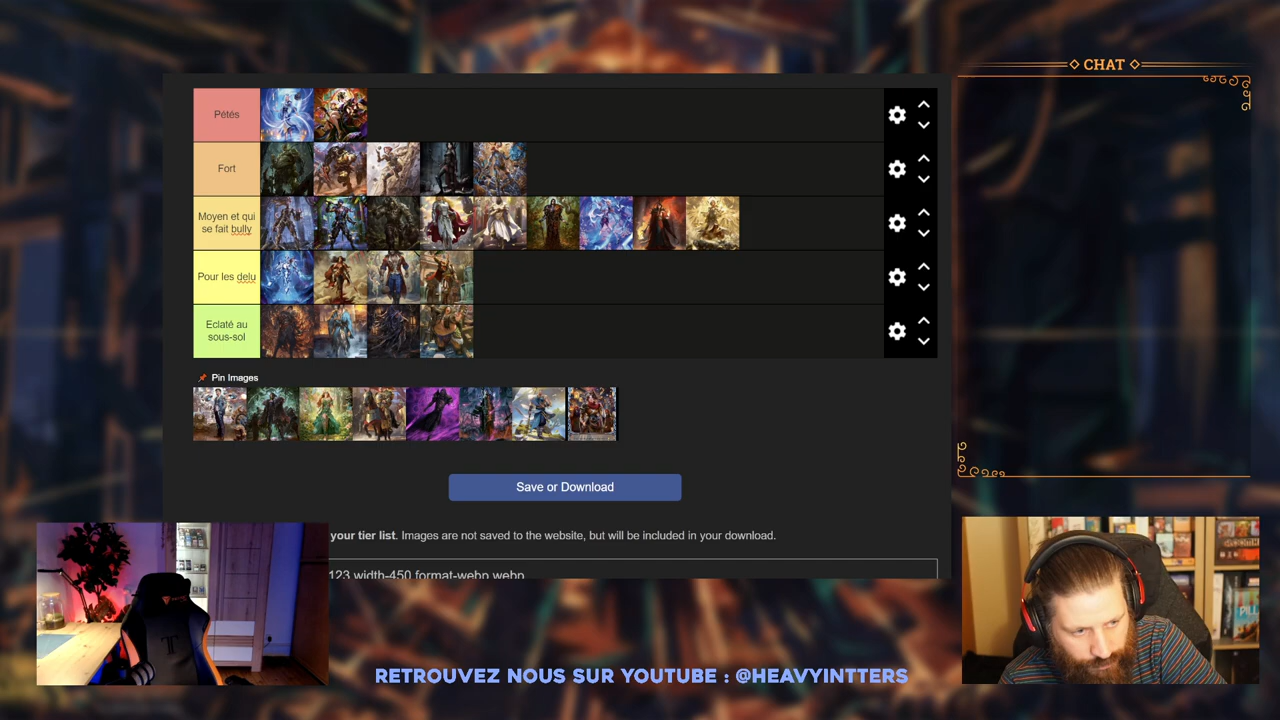 CHAT
Pétés
Fort
Moyen et qui
se fait bully
Pour les delu
Eclaté au
sous-sol
Pin Images
Save or Download
your tier list. Images are not saved to the website, but will be included in your download.
123 width-450 format-webp webp
RETROUVEZ NOUS SUR YOUTUBE : @HEAVYINTTERS